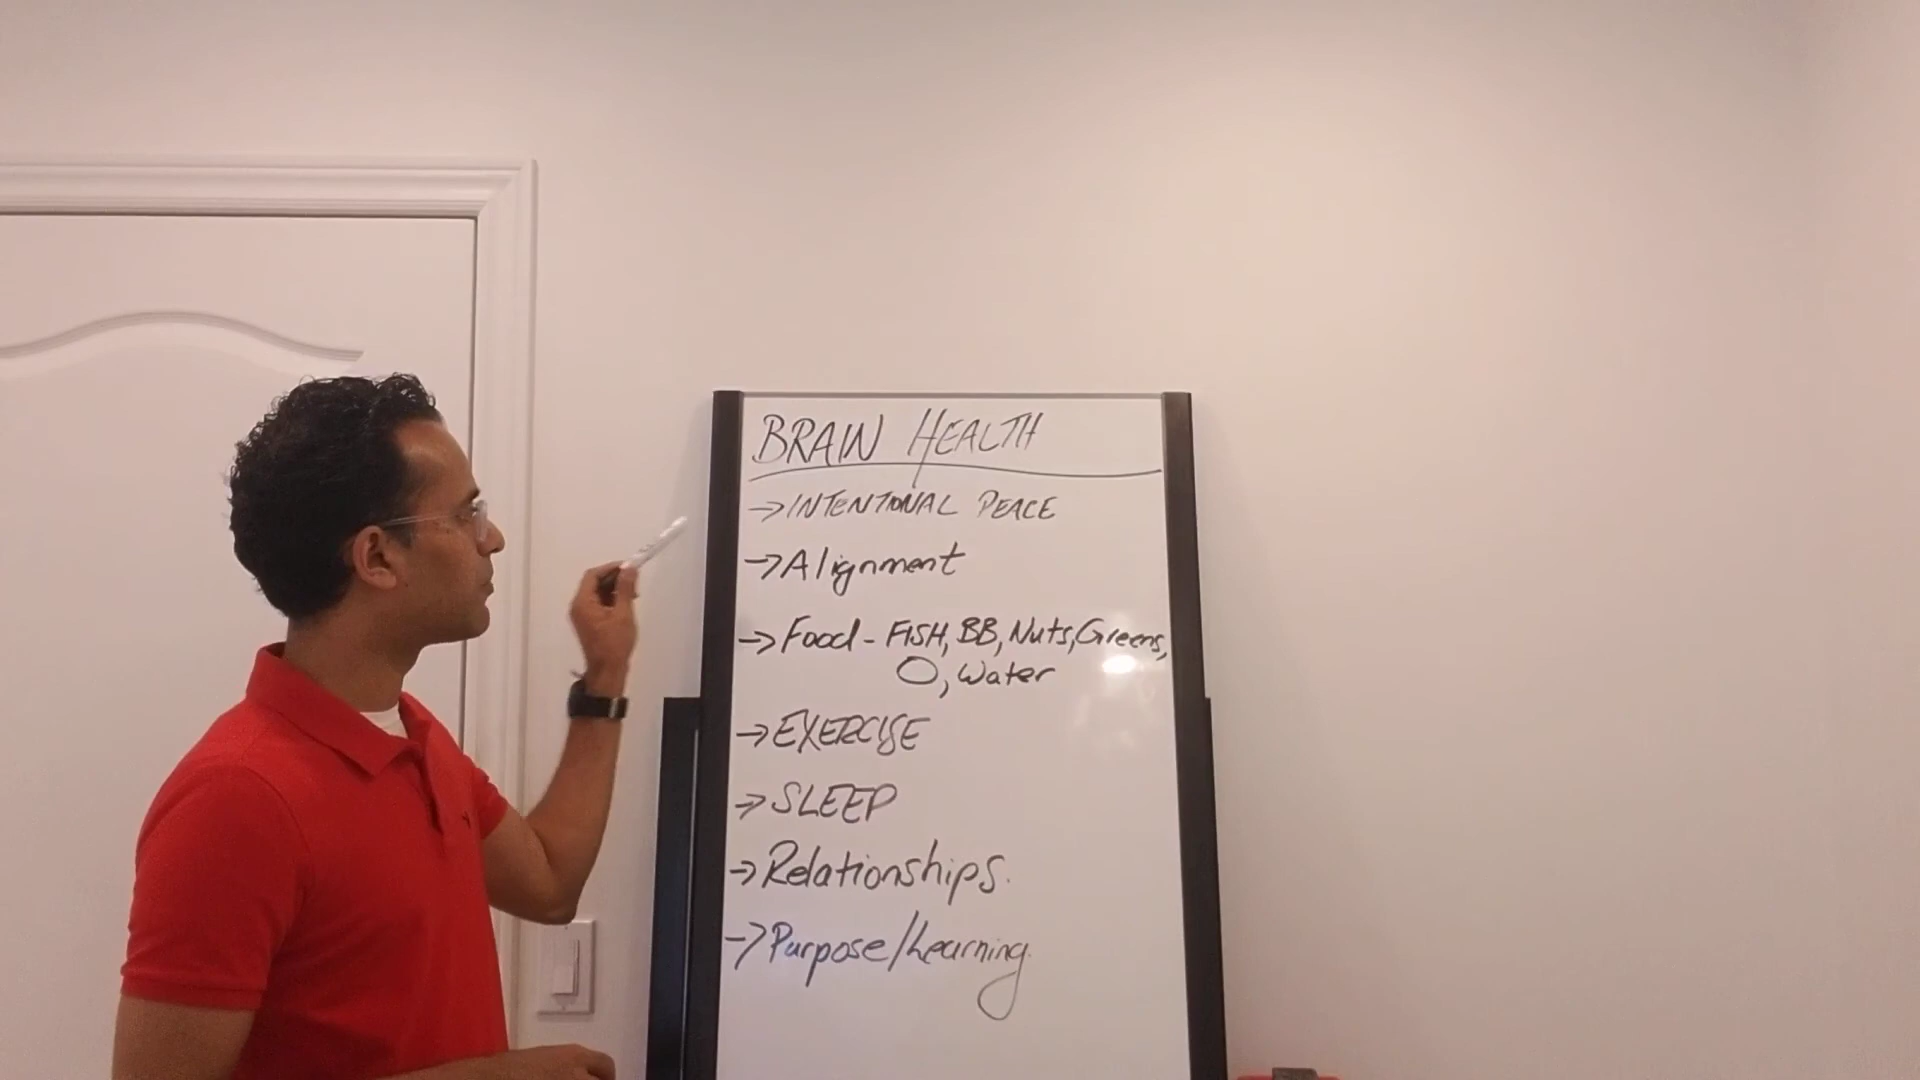 BRAIN HEALTH
→INTENTIONAL PEACE
→Alignment
→Food - FISH, BB, Nuts, Greens,
O, Water
→EXERCISE
→SLEEP
→Relationships.
→Purpose/Learning.